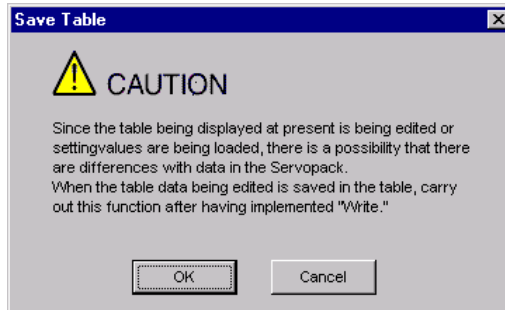 Save Table
CAUTION
Since the table being displayed at present is being edited or
settingvalues are being loaded, there is a possibility that there
are differences with data in the Servopack.
When the table data being edited is saved in the table, carry
out this function after having implemented "Write."
OK Cancel